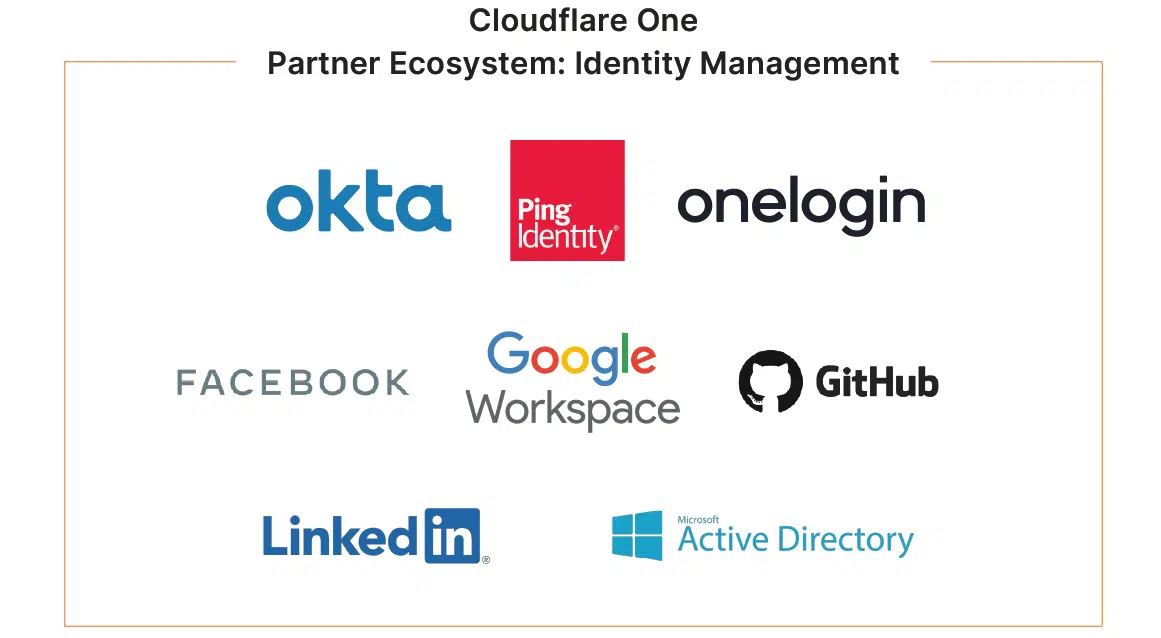 Cloudflare One
Partner Ecosystem: Identity Management
okta
Ping
Identity®
onelogin
FACEBOOK
Google
Workspace
GitHub
Linked in®
Microsoft
Active Directory